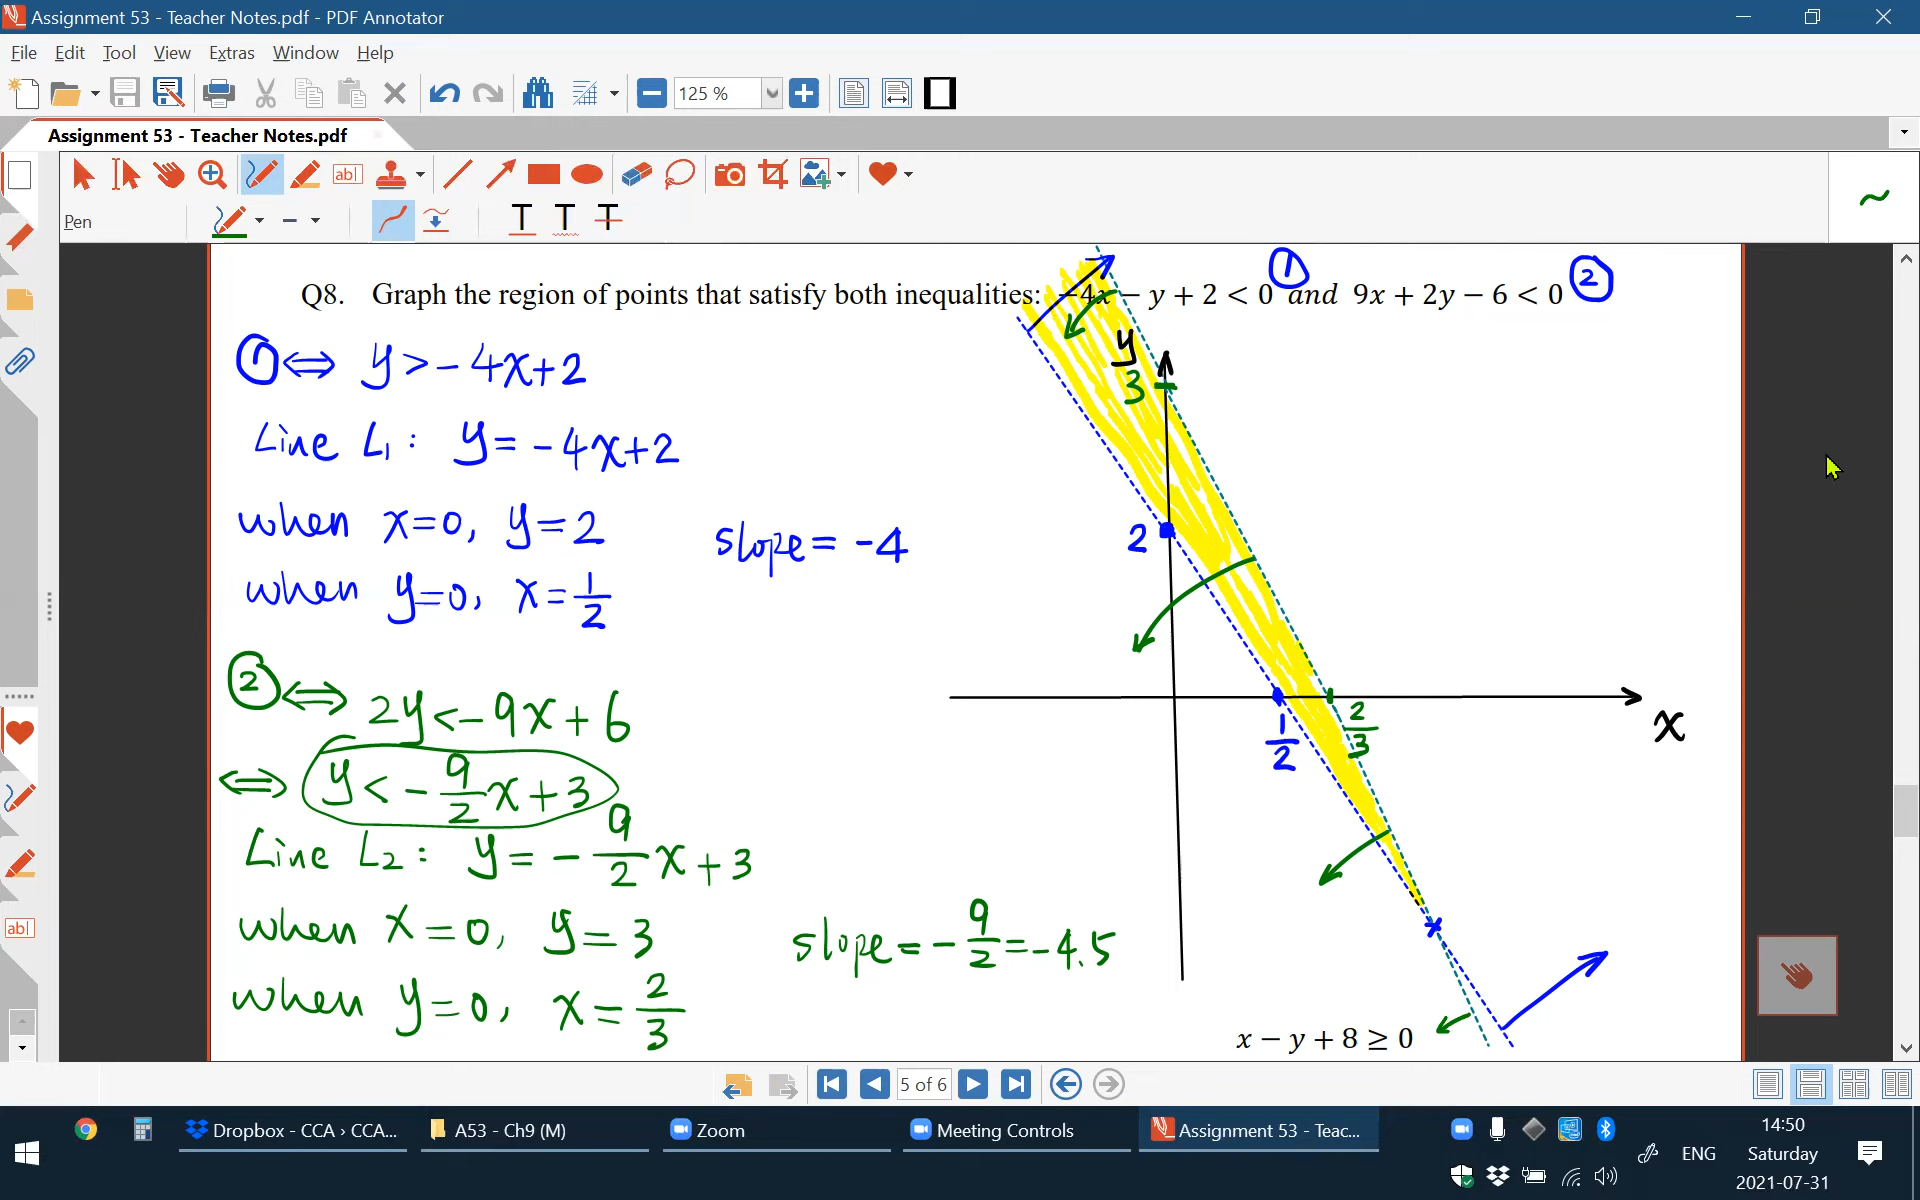 Assignment 53 - Teacher Notes.pdf - PDF Annotator
File Edit Tool View Extras Window Help
125 %
Assignment 53 - Teacher Notes.pdf
ab|
Pen
T T T
Q8. Graph the region of points that satisfy both inequalities: −4x − y + 2 < 0 and 9x + 2y − 6 < 0
① ②
① ⟺ y > -4x+2
Line L₁ : y = -4x+2
when x=0, y=2
slope = -4
when y=0, x = 1/2
② ⟺ 2y < -9x + 6
⟺ y < - 9/2 x + 3
Line L₂ : y = - 9/2 x + 3
when x = 0, y = 3
slope = - 9/2 = -4.5
when y = 0, x = 2/3
y
3
2
1/2
2/3
x
x − y + 8 ≥ 0
ab|
5 of 6
Dropbox - CCA › CCA...
A53 - Ch9 (M)
Zoom
Meeting Controls
Assignment 53 - Teac...
ENG
14:50
Saturday
2021-07-31